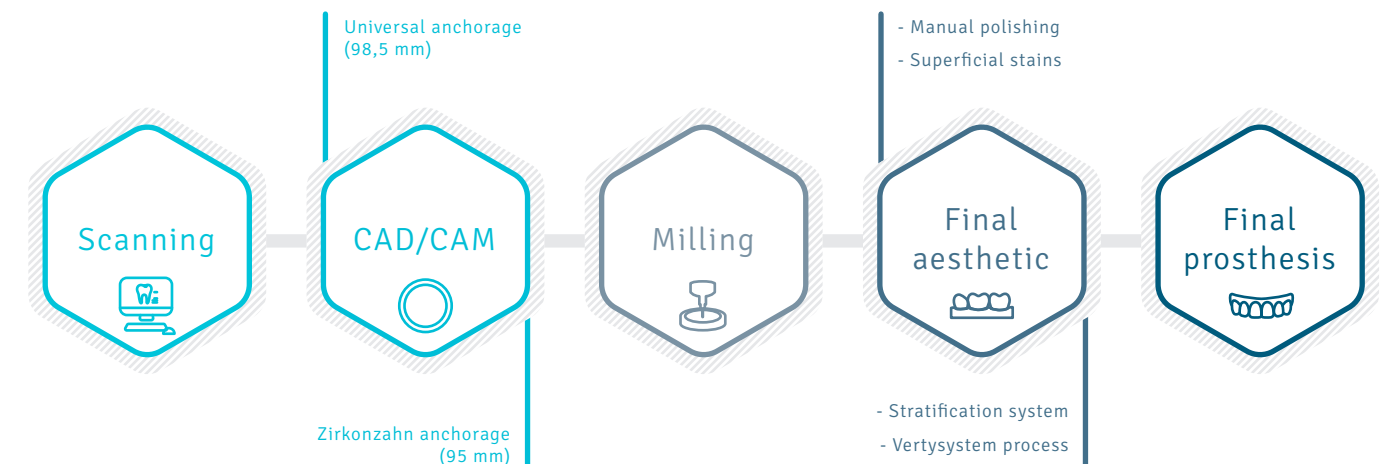 Universal anchorage
(98,5 mm)
- Manual polishing
- Superficial stains
Scanning
CAD/CAM
Milling
Final
aesthetic
Final
prosthesis
Zirkonzahn anchorage
(95 mm)
- Stratification system
- Vertysystem process